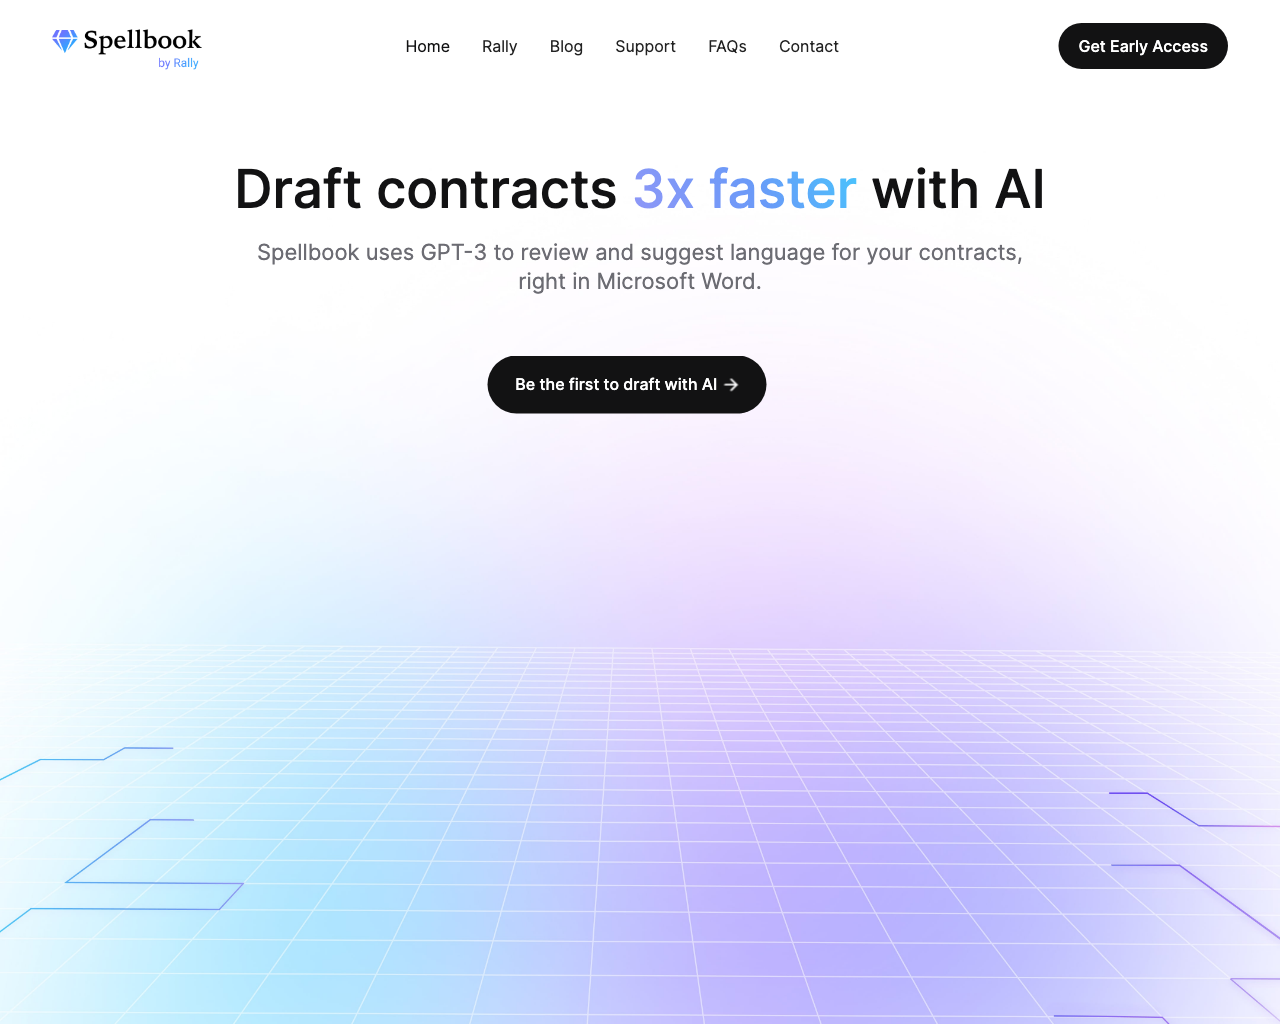 Spellbook
by Rally
Home Rally Blog Support FAQs Contact
Get Early Access
Draft contracts 3x faster with AI
Spellbook uses GPT-3 to review and suggest language for your contracts,
right in Microsoft Word.
Be the first to draft with AI →